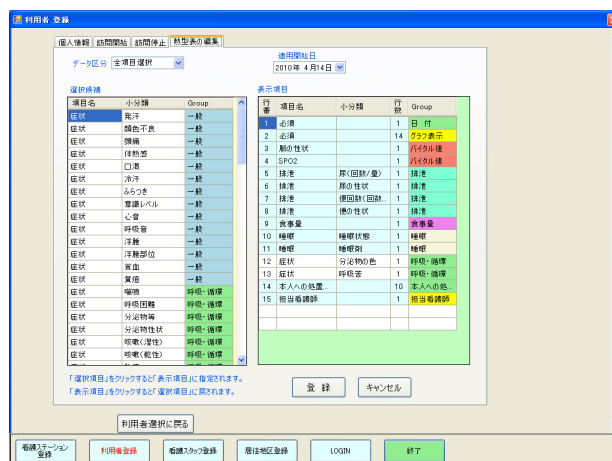 利用者 登録
個人情報 訪問開始 訪問停止 熱型表の編集
データ区分 全項目選択
適用開始日
2010年 4月14日
選択候補
項目名 小分類 Group
症状 発汗 一般
症状 顔色不良 一般
症状 頭痛 一般
症状 体熱感 一般
症状 口渇 一般
症状 冷汗 一般
症状 ふらつき 一般
症状 意識レベル 一般
症状 心音 一般
症状 呼吸音 一般
症状 浮腫 一般
症状 浮腫部位 一般
症状 貧血 一般
症状 黄疸 一般
症状 喘鳴 呼吸・循環
症状 呼吸困難 呼吸・循環
症状 分泌物等 呼吸・循環
症状 分泌物性状 呼吸・循環
症状 咳嗽(湿性) 呼吸・循環
症状 咳嗽(乾性) 呼吸・循環
表示項目
行番 項目名 小分類 行数 Group
1 必須 1 日 付
2 必須 14 グラフ表示
3 脈の性状 1 バイタル値
4 SPO2 1 バイタル値
5 排泄 尿(回数/量) 1 排泄
6 排泄 尿の性状 1 排泄
7 排泄 便回数(回数... 1 排泄
8 排泄 便の性状 1 排泄
9 食事量 1 食事量
10 睡眠 睡眠状態 1 睡眠
11 睡眠 睡眠剤 1 睡眠
12 症状 分泌物の色 1 呼吸・循環
13 症状 呼吸苦 1 呼吸・循環
14 本人への処置... 10 本人への処...
15 担当看護師 1 担当看護師
「選択項目」をクリックすると「表示項目」に指定されます。
「表示項目」をクリックすると「選択項目」に戻されます。
登 録 キャンセル
利用者選択に戻る
看護ステーション登録 利用者登録 看護スタッフ登録 居住地区登録 LOGIN 終了